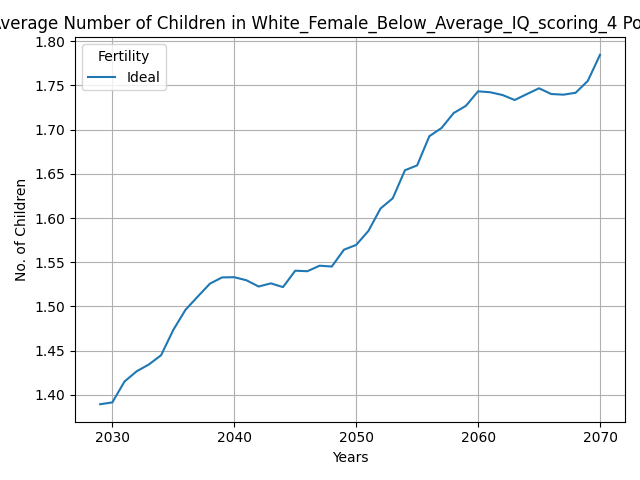 Average Number of Children in White_Female_Below_Average_IQ_scoring_4 Po
1.80
1.75
1.70
1.65
1.60
1.55
1.50
1.45
1.40
No. of Children
Fertility
Ideal
2030 2040 2050 2060 2070
Years